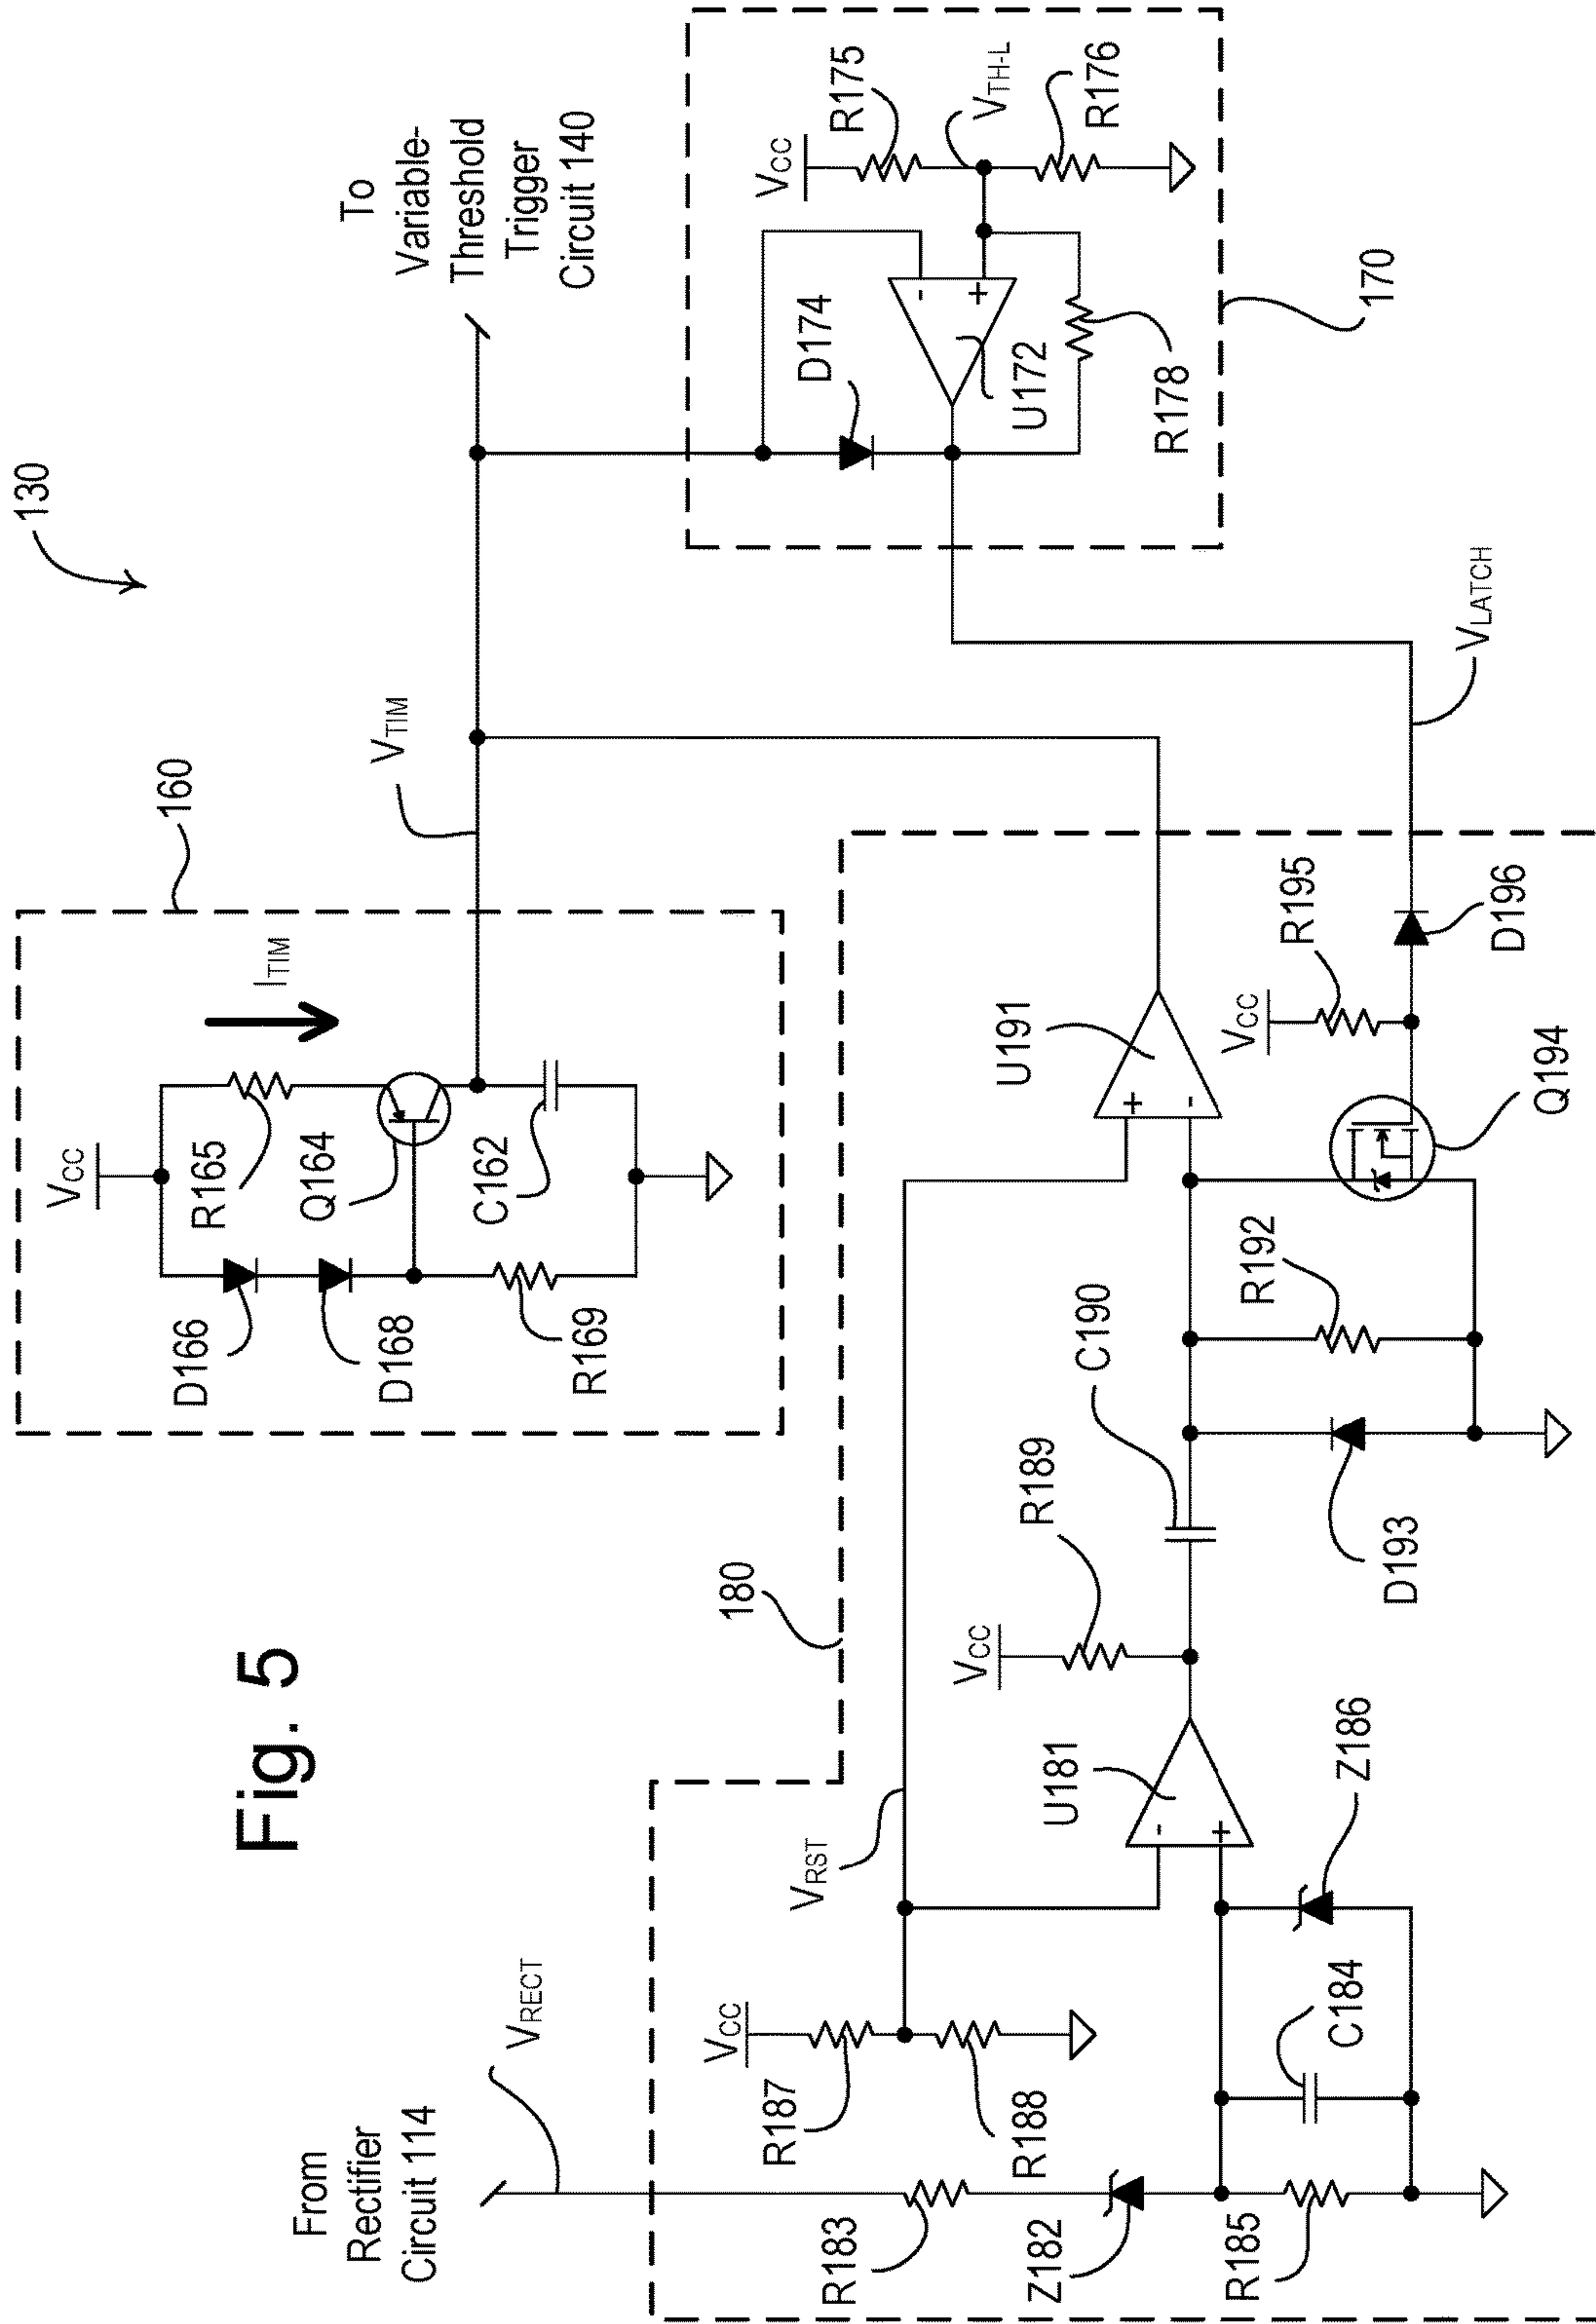 Fig. 5
130
160
VCC
D166
D168
R169
R165
Q164
C162
ITIM
VTIM
To
Variable-
Threshold
Trigger
Circuit 140
170
D174
U172
R178
VCC
R175
VTH-L
R176
VLATCH
From
Rectifier
Circuit 114
VRECT
180
R183
Z182
R185
C184
Z186
VCC
R187
R188
VRST
U181
VCC
R189
C190
D193
R192
U191
Q194
VCC
R195
D196
-
+
-
+
+
-